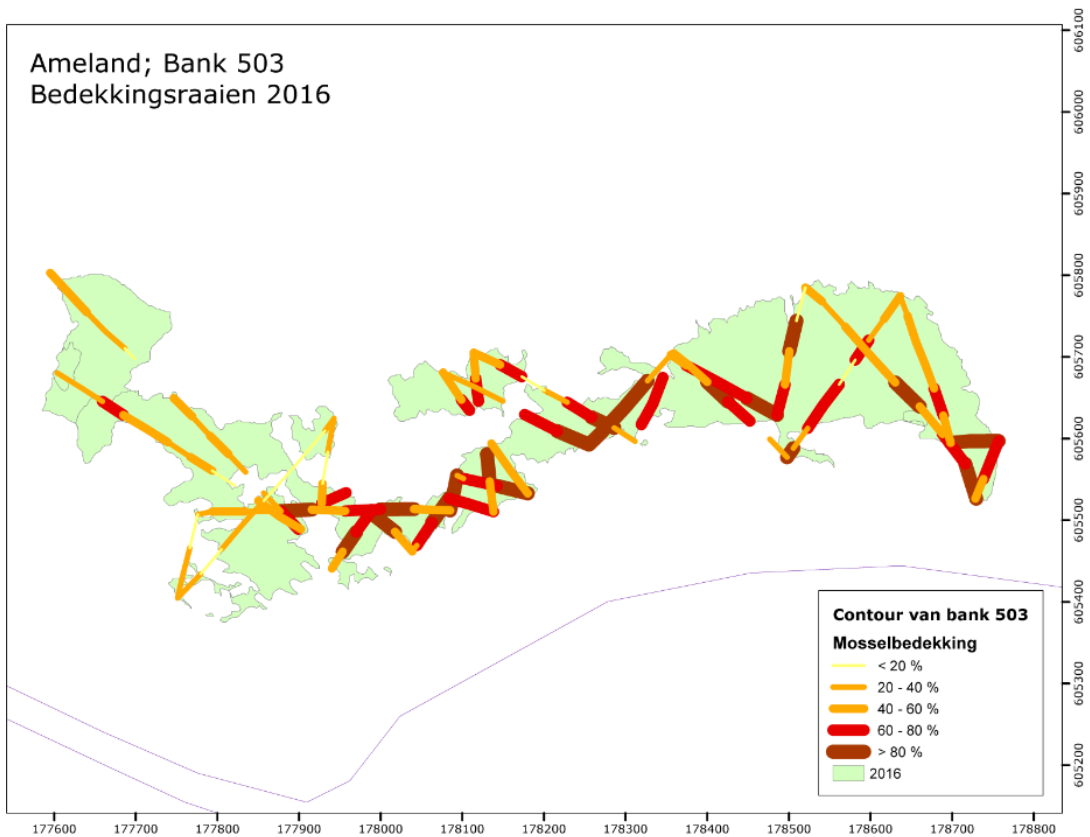 Ameland; Bank 503
Bedekkingsraaien 2016
606100
606000
605900
605800
605700
605600
605500
605400
605300
605200
Contour van bank 503
Mosselbedekking
< 20 %
20 - 40 %
40 - 60 %
60 - 80 %
> 80 %
2016
177600 177700 177800 177900 178000 178100 178200 178300 178400 178500 178600 178700 178800